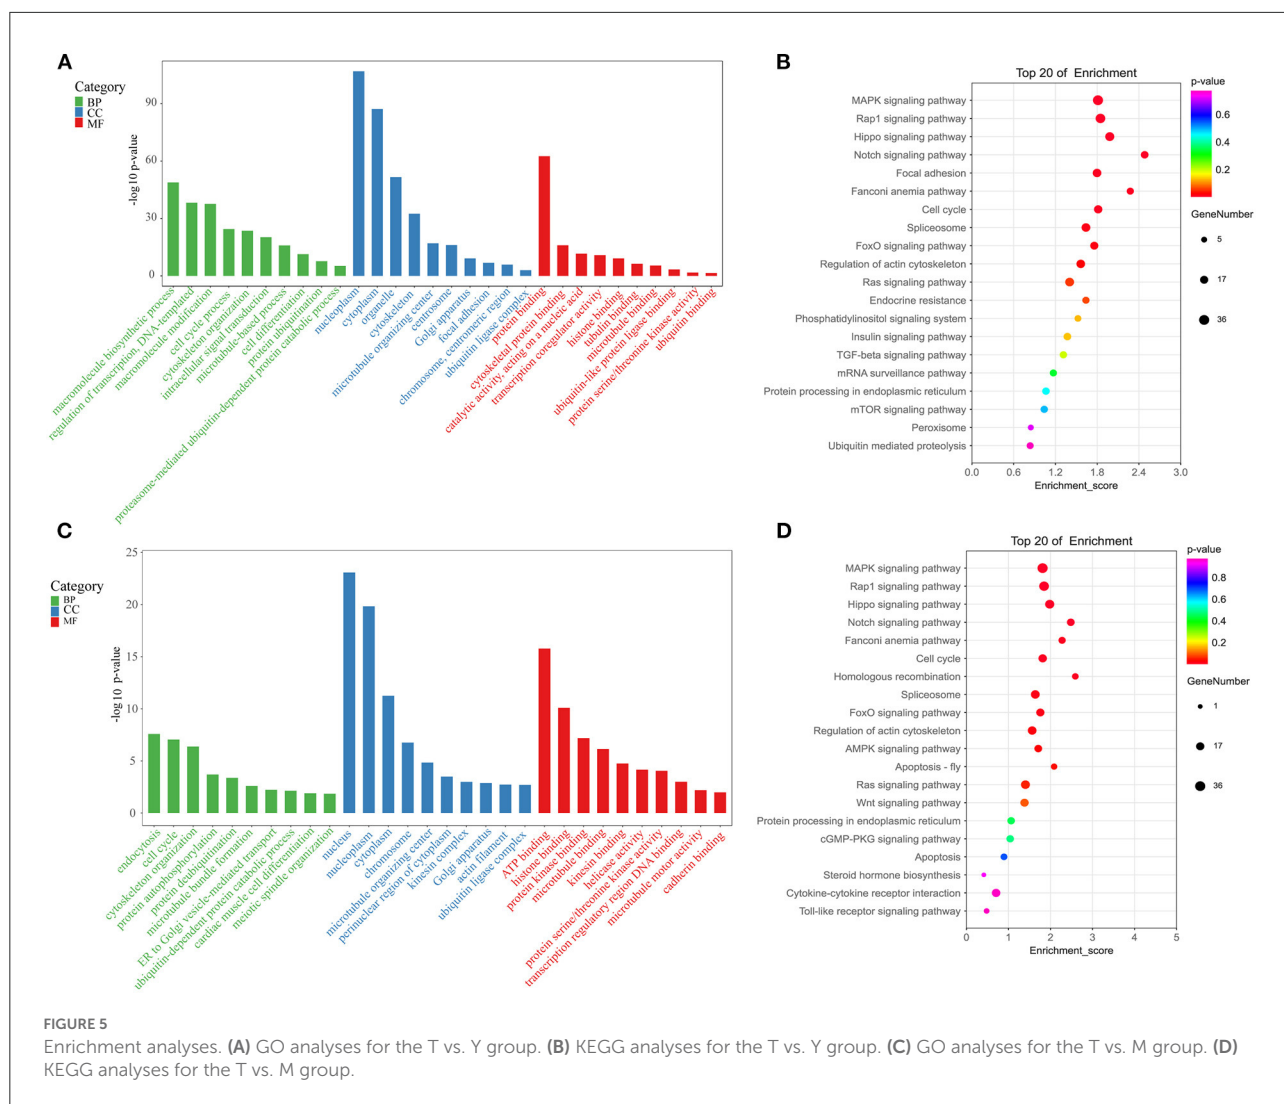 A
Category
BP
CC
MF
-log10 p-value
90
60
30
0
macromolecule biosynthetic process
regulation of transcription, DNA-templated
macromolecule modification
cell cycle process
cytoskeleton organization
intracellular signal transduction
microtubule-based process
cell differentiation
protein ubiquitination
proteasome-mediated ubiquitin-dependent protein catabolic process
nucleoplasm
cytoplasm
organelle
cytoskeleton
microtubule organizing center
centrosome
Golgi apparatus
focal adhesion
chromosome, centromeric region
ubiquitin ligase complex
protein binding
cytoskeletal protein binding
catalytic activity, acting on a nucleic acid
transcription coregulator activity
histone binding
tubulin binding
microtubule binding
ubiquitin-like protein ligase binding
protein serine/threonine kinase activity
ubiquitin binding
B
Top 20 of Enrichment
MAPK signaling pathway
Rap1 signaling pathway
Hippo signaling pathway
Notch signaling pathway
Focal adhesion
Fanconi anemia pathway
Cell cycle
Spliceosome
FoxO signaling pathway
Regulation of actin cytoskeleton
Ras signaling pathway
Endocrine resistance
Phosphatidylinositol signaling system
Insulin signaling pathway
TGF-beta signaling pathway
mRNA surveillance pathway
Protein processing in endoplasmic reticulum
mTOR signaling pathway
Peroxisome
Ubiquitin mediated proteolysis
0.0 0.6 1.2 1.8 2.4 3.0
Enrichment_score
p-value
0.6
0.4
0.2
GeneNumber
5
17
36
C
Category
BP
CC
MF
-log10 p-value
25
20
15
10
5
0
endocytosis
cell cycle
cytoskeleton organization
protein autophosphorylation
protein deubiquitination
microtubule bundle formation
ER to Golgi vesicle-mediated transport
ubiquitin-dependent protein catabolic process
cardiac muscle cell differentiation
meiotic spindle organization
nucleus
nucleoplasm
cytoplasm
chromosome
microtubule organizing center
perinuclear region of cytoplasm
kinesin complex
Golgi apparatus
actin filament
ubiquitin ligase complex
ATP binding
histone binding
protein kinase binding
microtubule binding
kinesin binding
helicase activity
protein serine/threonine kinase activity
transcription regulatory region DNA binding
microtubule motor activity
cadherin binding
D
Top 20 of Enrichment
MAPK signaling pathway
Rap1 signaling pathway
Hippo signaling pathway
Notch signaling pathway
Fanconi anemia pathway
Cell cycle
Homologous recombination
Spliceosome
FoxO signaling pathway
Regulation of actin cytoskeleton
AMPK signaling pathway
Apoptosis - fly
Ras signaling pathway
Wnt signaling pathway
Protein processing in endoplasmic reticulum
cGMP-PKG signaling pathway
Apoptosis
Steroid hormone biosynthesis
Cytokine-cytokine receptor interaction
Toll-like receptor signaling pathway
0 1 2 3 4 5
Enrichment_score
p-value
0.8
0.6
0.4
0.2
GeneNumber
1
17
36
FIGURE 5
Enrichment analyses. (A) GO analyses for the T vs. Y group. (B) KEGG analyses for the T vs. Y group. (C) GO analyses for the T vs. M group. (D)
KEGG analyses for the T vs. M group.